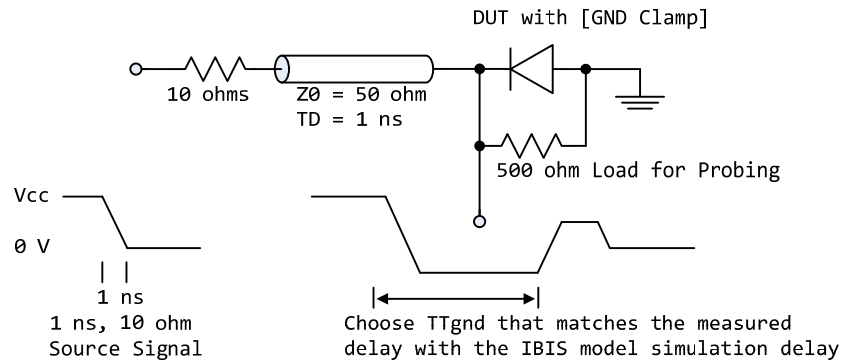 DUT with [GND Clamp]
10 ohms
Z0 = 50 ohm
TD = 1 ns
500 ohm Load for Probing
Vcc
0 V
1 ns
1 ns, 10 ohm
Source Signal
Choose TTgnd that matches the measured
delay with the IBIS model simulation delay